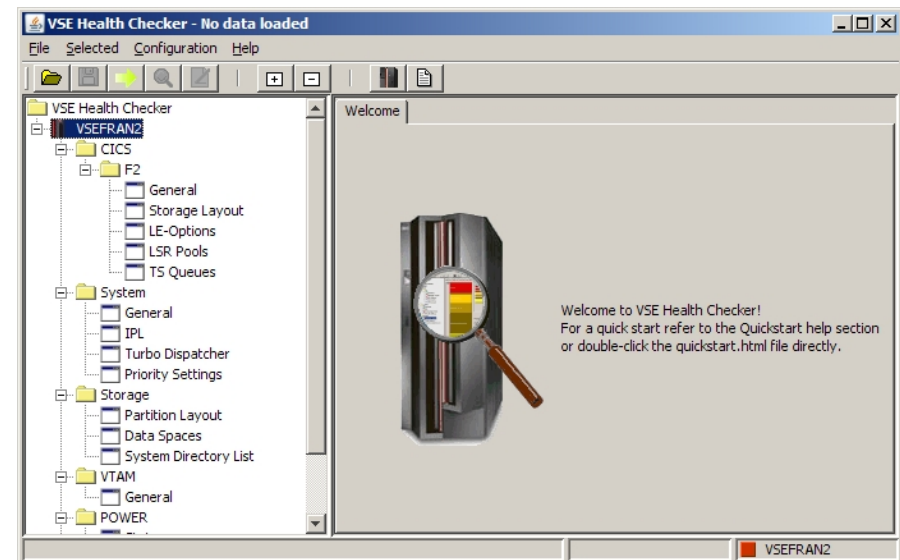 VSE Health Checker - No data loaded
File Selected Configuration Help
VSE Health Checker
VSEFRAN2
CICS
F2
General
Storage Layout
LE-Options
LSR Pools
TS Queues
System
General
IPL
Turbo Dispatcher
Priority Settings
Storage
Partition Layout
Data Spaces
System Directory List
VTAM
General
POWER
Welcome
Welcome to VSE Health Checker!
For a quick start refer to the Quickstart help section
or double-click the quickstart.html file directly.
VSEFRAN2